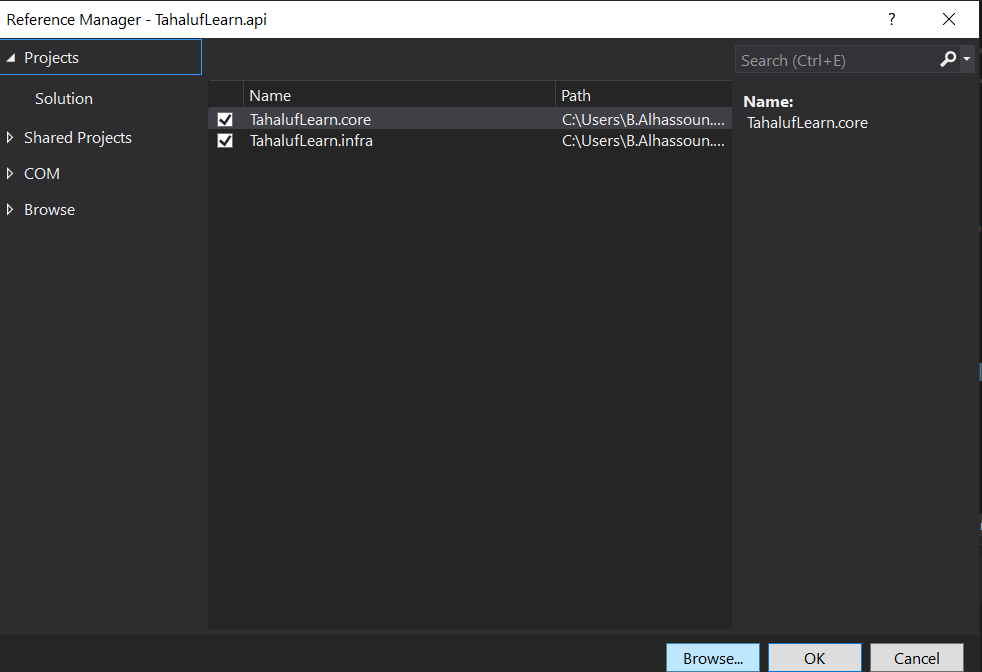 Reference Manager - TahalufLearn.api
?
Projects
Search (Ctrl+E)
Solution
Name Path
Name:
TahalufLearn.core C:\Users\B.Alhassoun....
TahalufLearn.core
Shared Projects
TahalufLearn.infra C:\Users\B.Alhassoun....
COM
Browse
Browse...
OK
Cancel